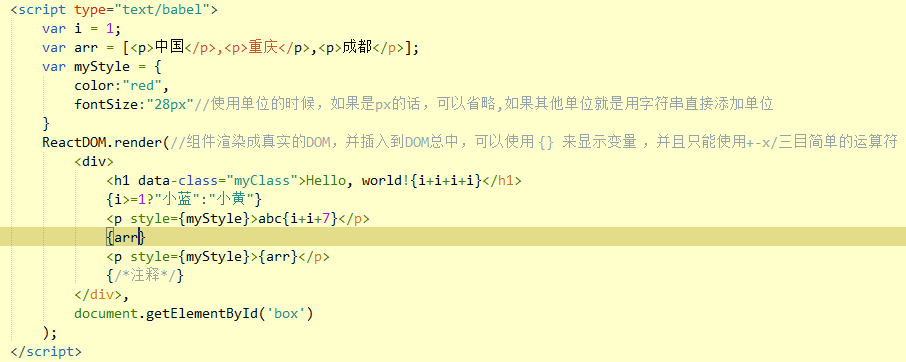 <script type="text/babel">
var i = 1;
var arr = [<p>中国</p>,<p>重庆</p>,<p>成都</p>];
var myStyle = {
color:"red",
fontSize:"28px"//使用单位的时候，如果是px的话，可以省略,如果其他单位就是用字符串直接添加单位
}
ReactDOM.render(//组件渲染成真实的DOM，并插入到DOM总中，可以使用 {} 来显示变量 ，并且只能使用+-x/三目简单的运算符
<div>
<h1 data-class="myClass">Hello, world!{i+i+i+i}</h1>
{i>=1?"小蓝":"小黄"}
<p style={myStyle}>abc{i+i+7}</p>
{arr}
<p style={myStyle}>{arr}</p>
{/*注释*/}
</div>,
document.getElementById('box')
);
</script>